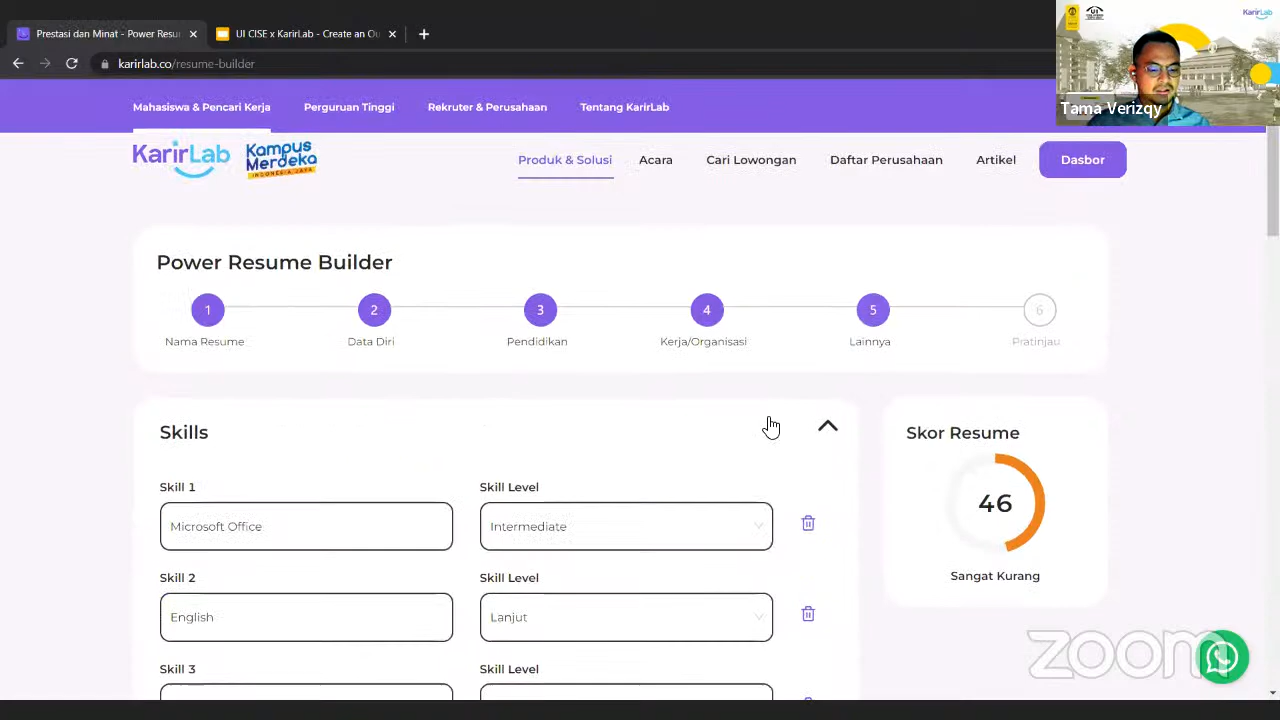 Prestasi dan Minat - Power Resu
UI CISE x KarirLab - Create an Ou
karirlab.co/resume-builder
KarirLab
UI
Tama Verizqy
Mahasiswa & Pencari Kerja
Perguruan Tinggi
Rekruter & Perusahaan
Tentang KarirLab
KarirLab
Kampus
Merdeka
INDONESIA JAYA
Produk & Solusi
Acara
Cari Lowongan
Daftar Perusahaan
Artikel
Dasbor
Power Resume Builder
1
2
3
4
5
6
Nama Resume
Data Diri
Pendidikan
Kerja/Organisasi
Lainnya
Pratinjau
Skills
Skor Resume
Skill 1
Skill Level
Microsoft Office
Intermediate
46
Sangat Kurang
Skill 2
Skill Level
English
Lanjut
Skill 3
Skill Level
zoom